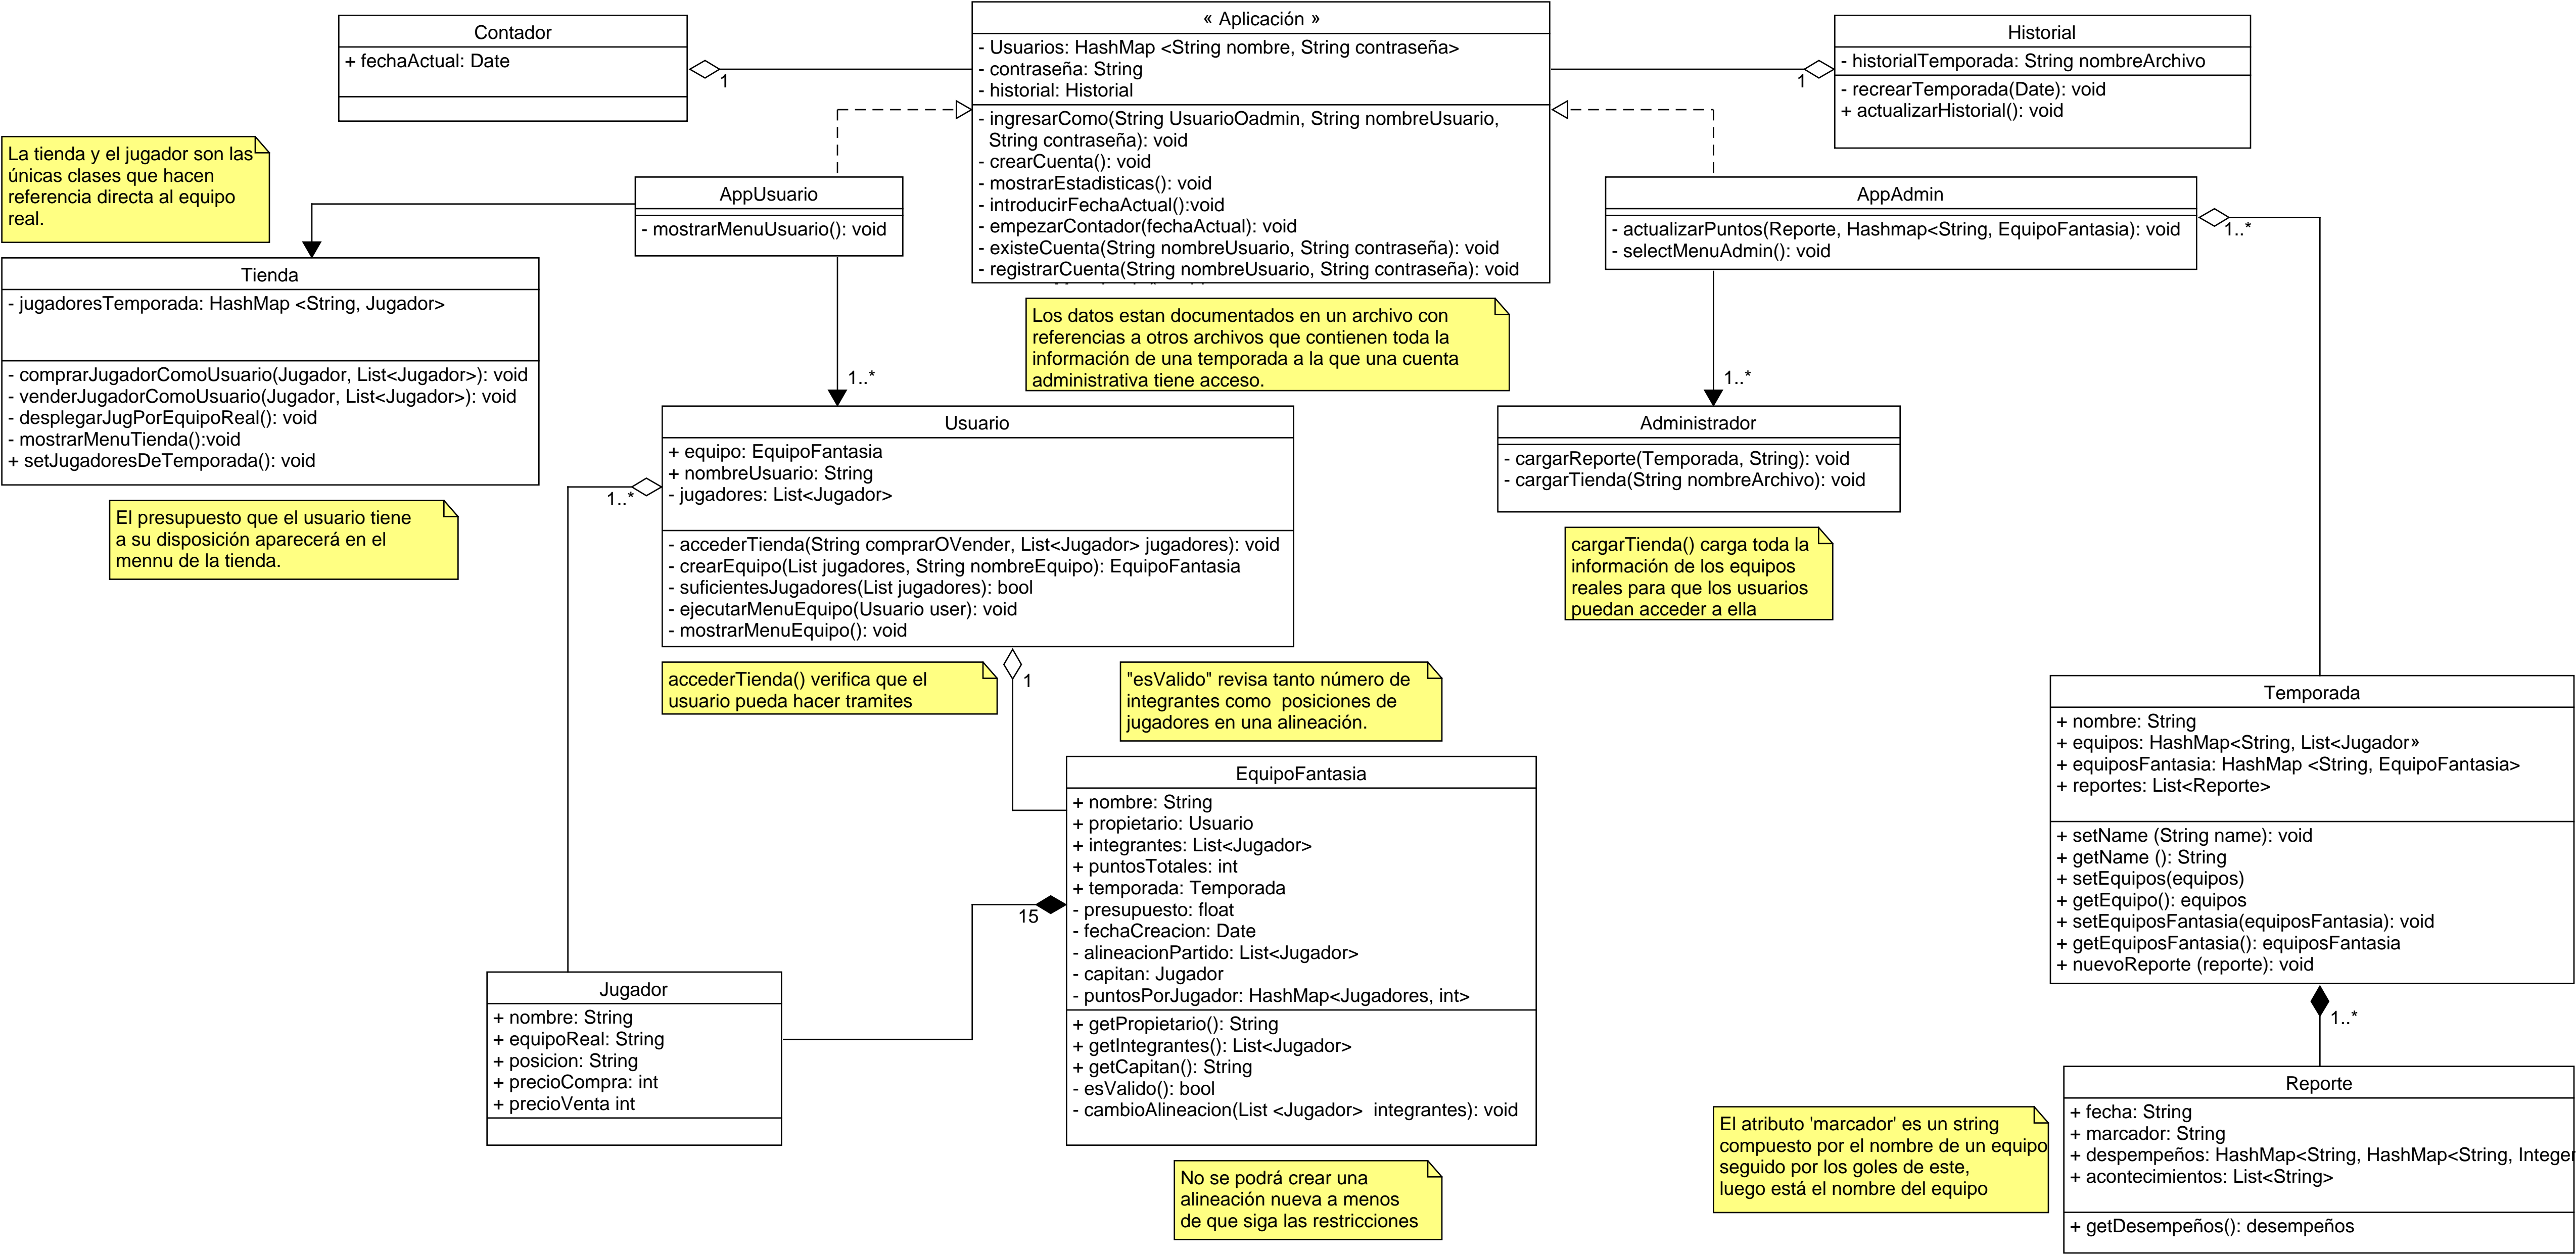 Contador
+ fechaActual: Date
1
« Aplicación »
- Usuarios: HashMap <String nombre, String contraseña>
- contraseña: String
- historial: Historial
- ingresarComo(String UsuarioOadmin, String nombreUsuario,
String contraseña): void
- crearCuenta(): void
- mostrarEstadisticas(): void
- introducirFechaActual():void
- empezarContador(fechaActual): void
- existeCuenta(String nombreUsuario, String contraseña): void
- registrarCuenta(String nombreUsuario, String contraseña): void
1
Historial
- historialTemporada: String nombreArchivo
- recrearTemporada(Date): void
+ actualizarHistorial(): void
La tienda y el jugador son las
únicas clases que hacen
referencia directa al equipo
real.
AppUsuario
- mostrarMenuUsuario(): void
AppAdmin
- actualizarPuntos(Reporte, Hashmap<String, EquipoFantasia): void
- selectMenuAdmin(): void
1..*
Tienda
- jugadoresTemporada: HashMap <String, Jugador>
- comprarJugadorComoUsuario(Jugador, List<Jugador>): void
- venderJugadorComoUsuario(Jugador, List<Jugador>): void
- desplegarJugPorEquipoReal(): void
- mostrarMenuTienda():void
+ setJugadoresDeTemporada(): void
Los datos estan documentados en un archivo con
referencias a otros archivos que contienen toda la
información de una temporada a la que una cuenta
administrativa tiene acceso.
1..*
1..*
Usuario
+ equipo: EquipoFantasia
+ nombreUsuario: String
- jugadores: List<Jugador>
- accederTienda(String comprarOVender, List<Jugador> jugadores): void
- crearEquipo(List jugadores, String nombreEquipo): EquipoFantasia
- suficientesJugadores(List jugadores): bool
- ejecutarMenuEquipo(Usuario user): void
- mostrarMenuEquipo(): void
1..*
Administrador
- cargarReporte(Temporada, String): void
- cargarTienda(String nombreArchivo): void
El presupuesto que el usuario tiene
a su disposición aparecerá en el
mennu de la tienda.
cargarTienda() carga toda la
información de los equipos
reales para que los usuarios
puedan acceder a ella
accederTienda() verifica que el
usuario pueda hacer tramites
1
"esValido" revisa tanto número de
integrantes como  posiciones de
jugadores en una alineación.
Temporada
+ nombre: String
+ equipos: HashMap<String, List<Jugador»
+ equiposFantasia: HashMap <String, EquipoFantasia>
+ reportes: List<Reporte>
+ setName (String name): void
+ getName (): String
+ setEquipos(equipos)
+ getEquipo(): equipos
+ setEquiposFantasia(equiposFantasia): void
+ getEquiposFantasia(): equiposFantasia
+ nuevoReporte (reporte): void
EquipoFantasia
+ nombre: String
+ propietario: Usuario
+ integrantes: List<Jugador>
+ puntosTotales: int
+ temporada: Temporada
- presupuesto: float
- fechaCreacion: Date
- alineacionPartido: List<Jugador>
- capitan: Jugador
- puntosPorJugador: HashMap<Jugadores, int>
+ getPropietario(): String
+ getIntegrantes(): List<Jugador>
+ getCapitan(): String
- esValido(): bool
- cambioAlineacion(List <Jugador>  integrantes): void
15
Jugador
+ nombre: String
+ equipoReal: String
+ posicion: String
+ precioCompra: int
+ precioVenta int
1..*
Reporte
+ fecha: String
+ marcador: String
+ despempeños: HashMap<String, HashMap<String, Integer
+ acontecimientos: List<String>
+ getDesempeños(): desempeños
El atributo 'marcador' es un string
compuesto por el nombre de un equipo
seguido por los goles de este,
luego está el nombre del equipo
No se podrá crear una
alineación nueva a menos
de que siga las restricciones